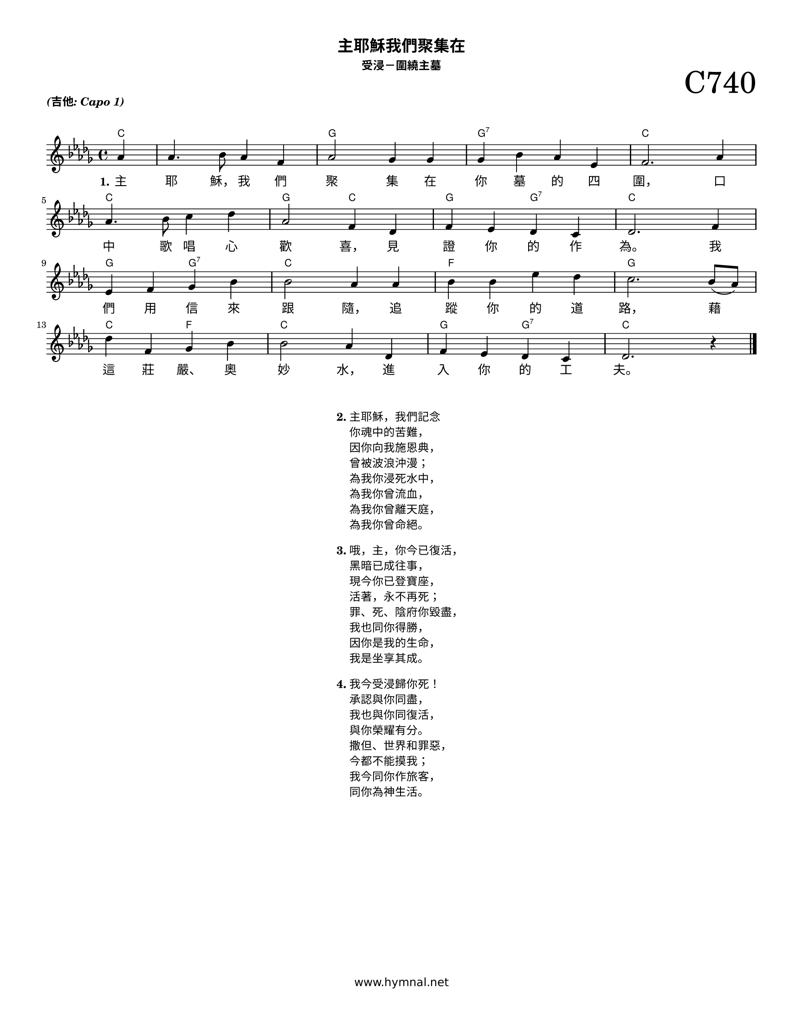 主耶穌我們聚集在
受浸－圍繞主墓
C740
(吉他: Capo 1)
C G G7 C
1. 主 耶 穌， 我 們 聚 集 在 你 墓 的 四 圍， 口
5 C G C G G7 C
中 歌 唱 心 歡 喜， 見 證 你 的 作 為。 我
9 G G7 C F G
們 用 信 來 跟 隨， 追 蹤 你 的 道 路， 藉
13 C F C G G7 C
這 莊 嚴、 奧 妙 水， 進 入 你 的 工 夫。
2. 主耶穌，我們記念
你魂中的苦難，
因你向我施恩典，
曾被波浪沖漫；
為我你浸死水中，
為我你曾流血，
為我你曾離天庭，
為我你曾命絕。
3. 哦，主，你今已復活，
黑暗已成往事，
現今你已登寶座，
活著，永不再死；
罪、死、陰府你毀盡，
我也同你得勝，
因你是我的生命，
我是坐享其成。
4. 我今受浸歸你死！
承認與你同盡，
我也與你同復活，
與你榮耀有分。
撒但、世界和罪惡，
今都不能摸我；
我今同你作旅客，
同你為神生活。
www.hymnal.net